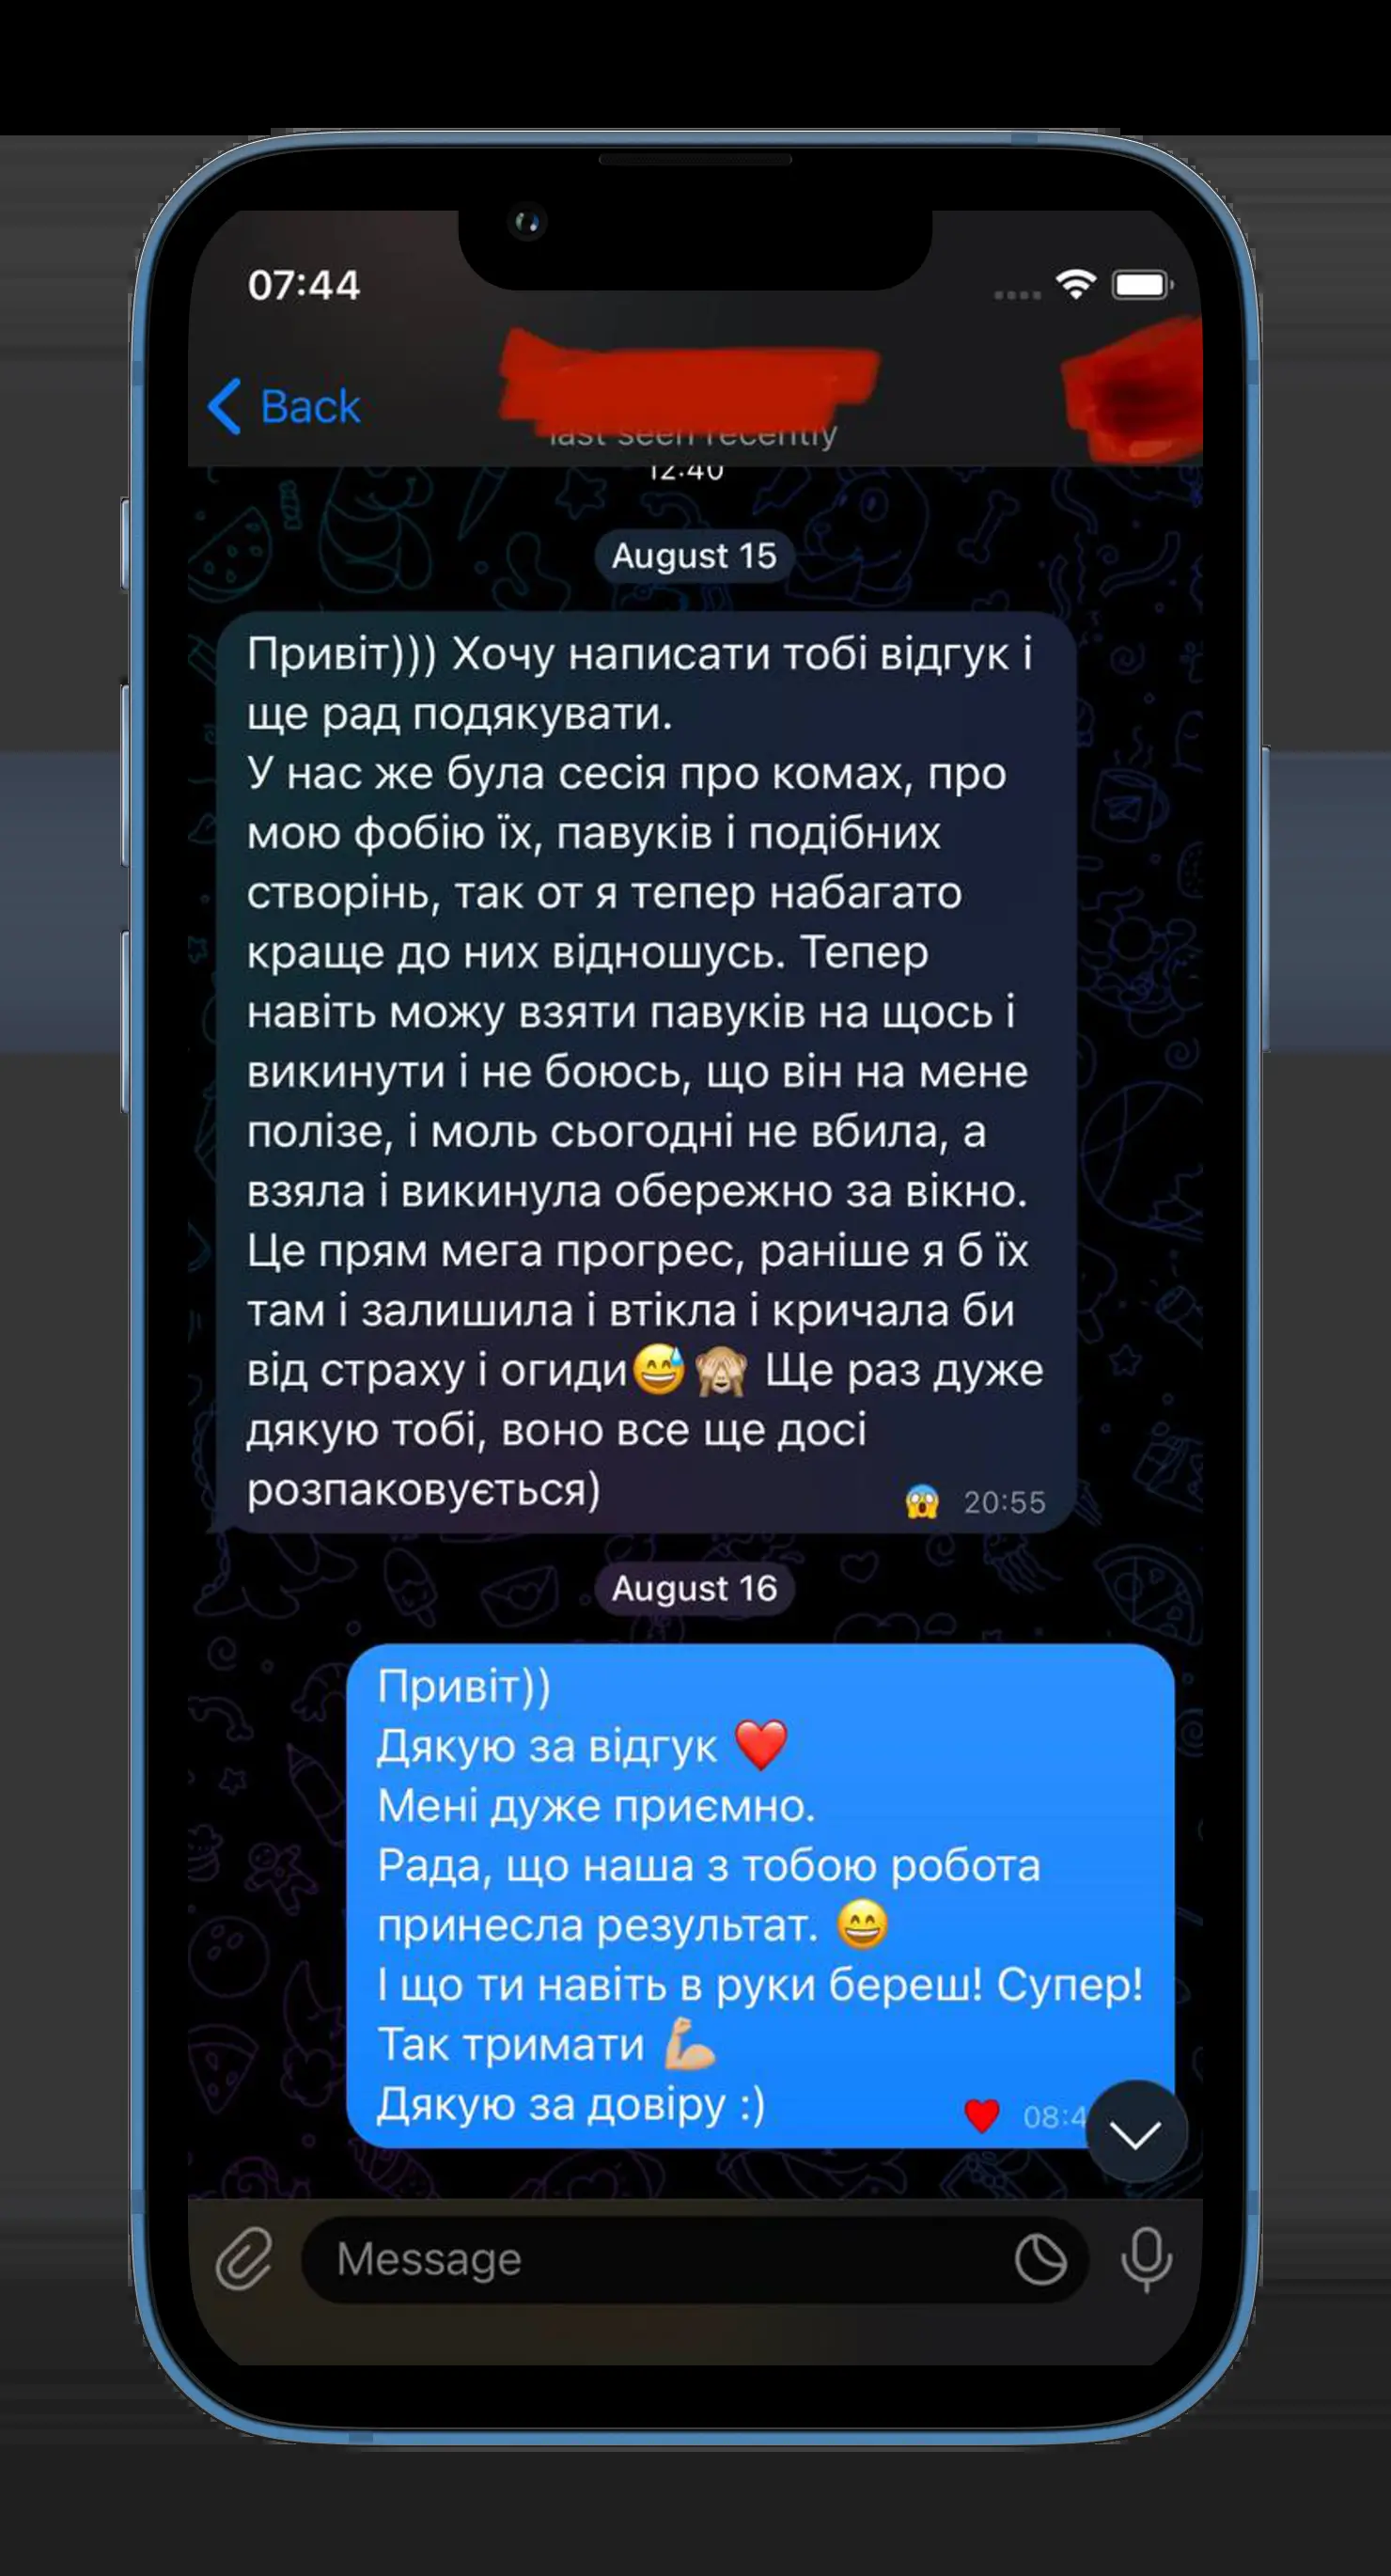 07:44
Back
last seen recently
12:40
August 15
Привіт))) Хочу написати тобі відгук і
ще рад подякувати.
У нас же була сесія про комах, про
мою фобію їх, павуків і подібних
створінь, так от я тепер набагато
краще до них відношусь. Тепер
навіть можу взяти павуків на щось і
викинути і не боюсь, що він на мене
полізе, і моль сьогодні не вбила, а
взяла і викинула обережно за вікно.
Це прям мега прогрес, раніше я б їх
там і залишила і втікла і кричала би
від страху і огиди😅🙈 Ще раз дуже
дякую тобі, воно все ще досі
розпаковується)
😱 20:55
August 16
Привіт))
Дякую за відгук ❤️
Мені дуже приємно.
Рада, що наша з тобою робота
принесла результат. 😄
І що ти навіть в руки береш! Супер!
Так тримати 💪🏼
Дякую за довіру :)
❤️ 08:4
Message